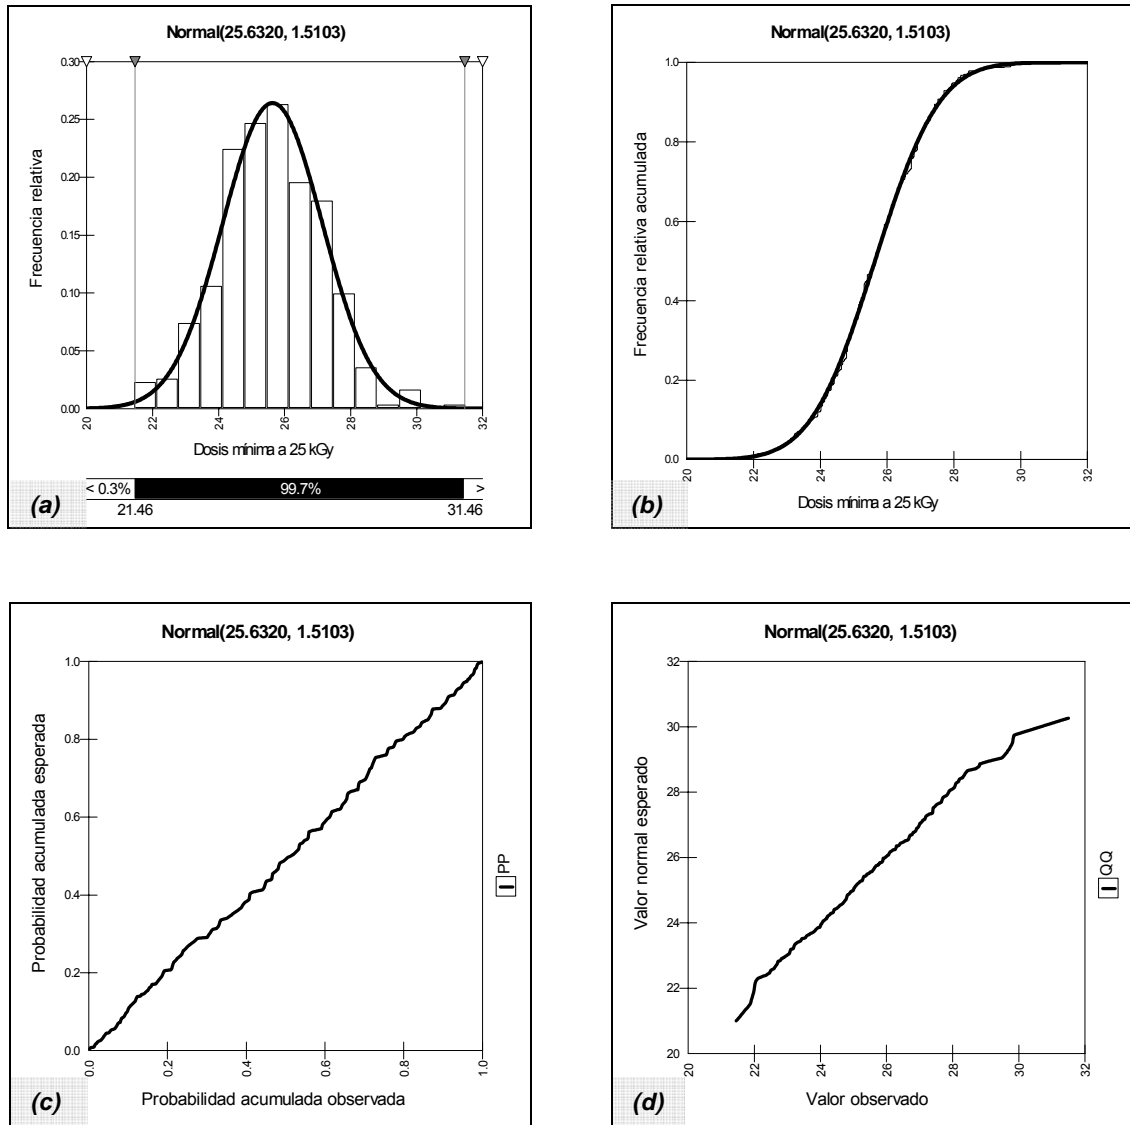 Normal(25.6320, 1.5103)
0.30
0.25
0.20
0.15
0.10
0.05
0.00
Frecuencia relativa
20 22 24 26 28 30 32
Dosis mínima a 25 kGy
< 0.3% 99.7% >
21.46 31.46
(a)
Normal(25.6320, 1.5103)
1.0
0.8
0.6
0.4
0.2
0.0
Frecuencia relativa acumulada
20 22 24 26 28 30 32
Dosis mínima a 25 kGy
(b)
Normal(25.6320, 1.5103)
1.0
0.8
0.6
0.4
0.2
0.0
Probabilidad acumulada esperada
0.0 0.2 0.4 0.6 0.8 1.0
Probabilidad acumulada observada
PP
(c)
Normal(25.6320, 1.5103)
32
30
28
26
24
22
20
Valor normal esperado
20 22 24 26 28 30 32
Valor observado
QQ
(d)